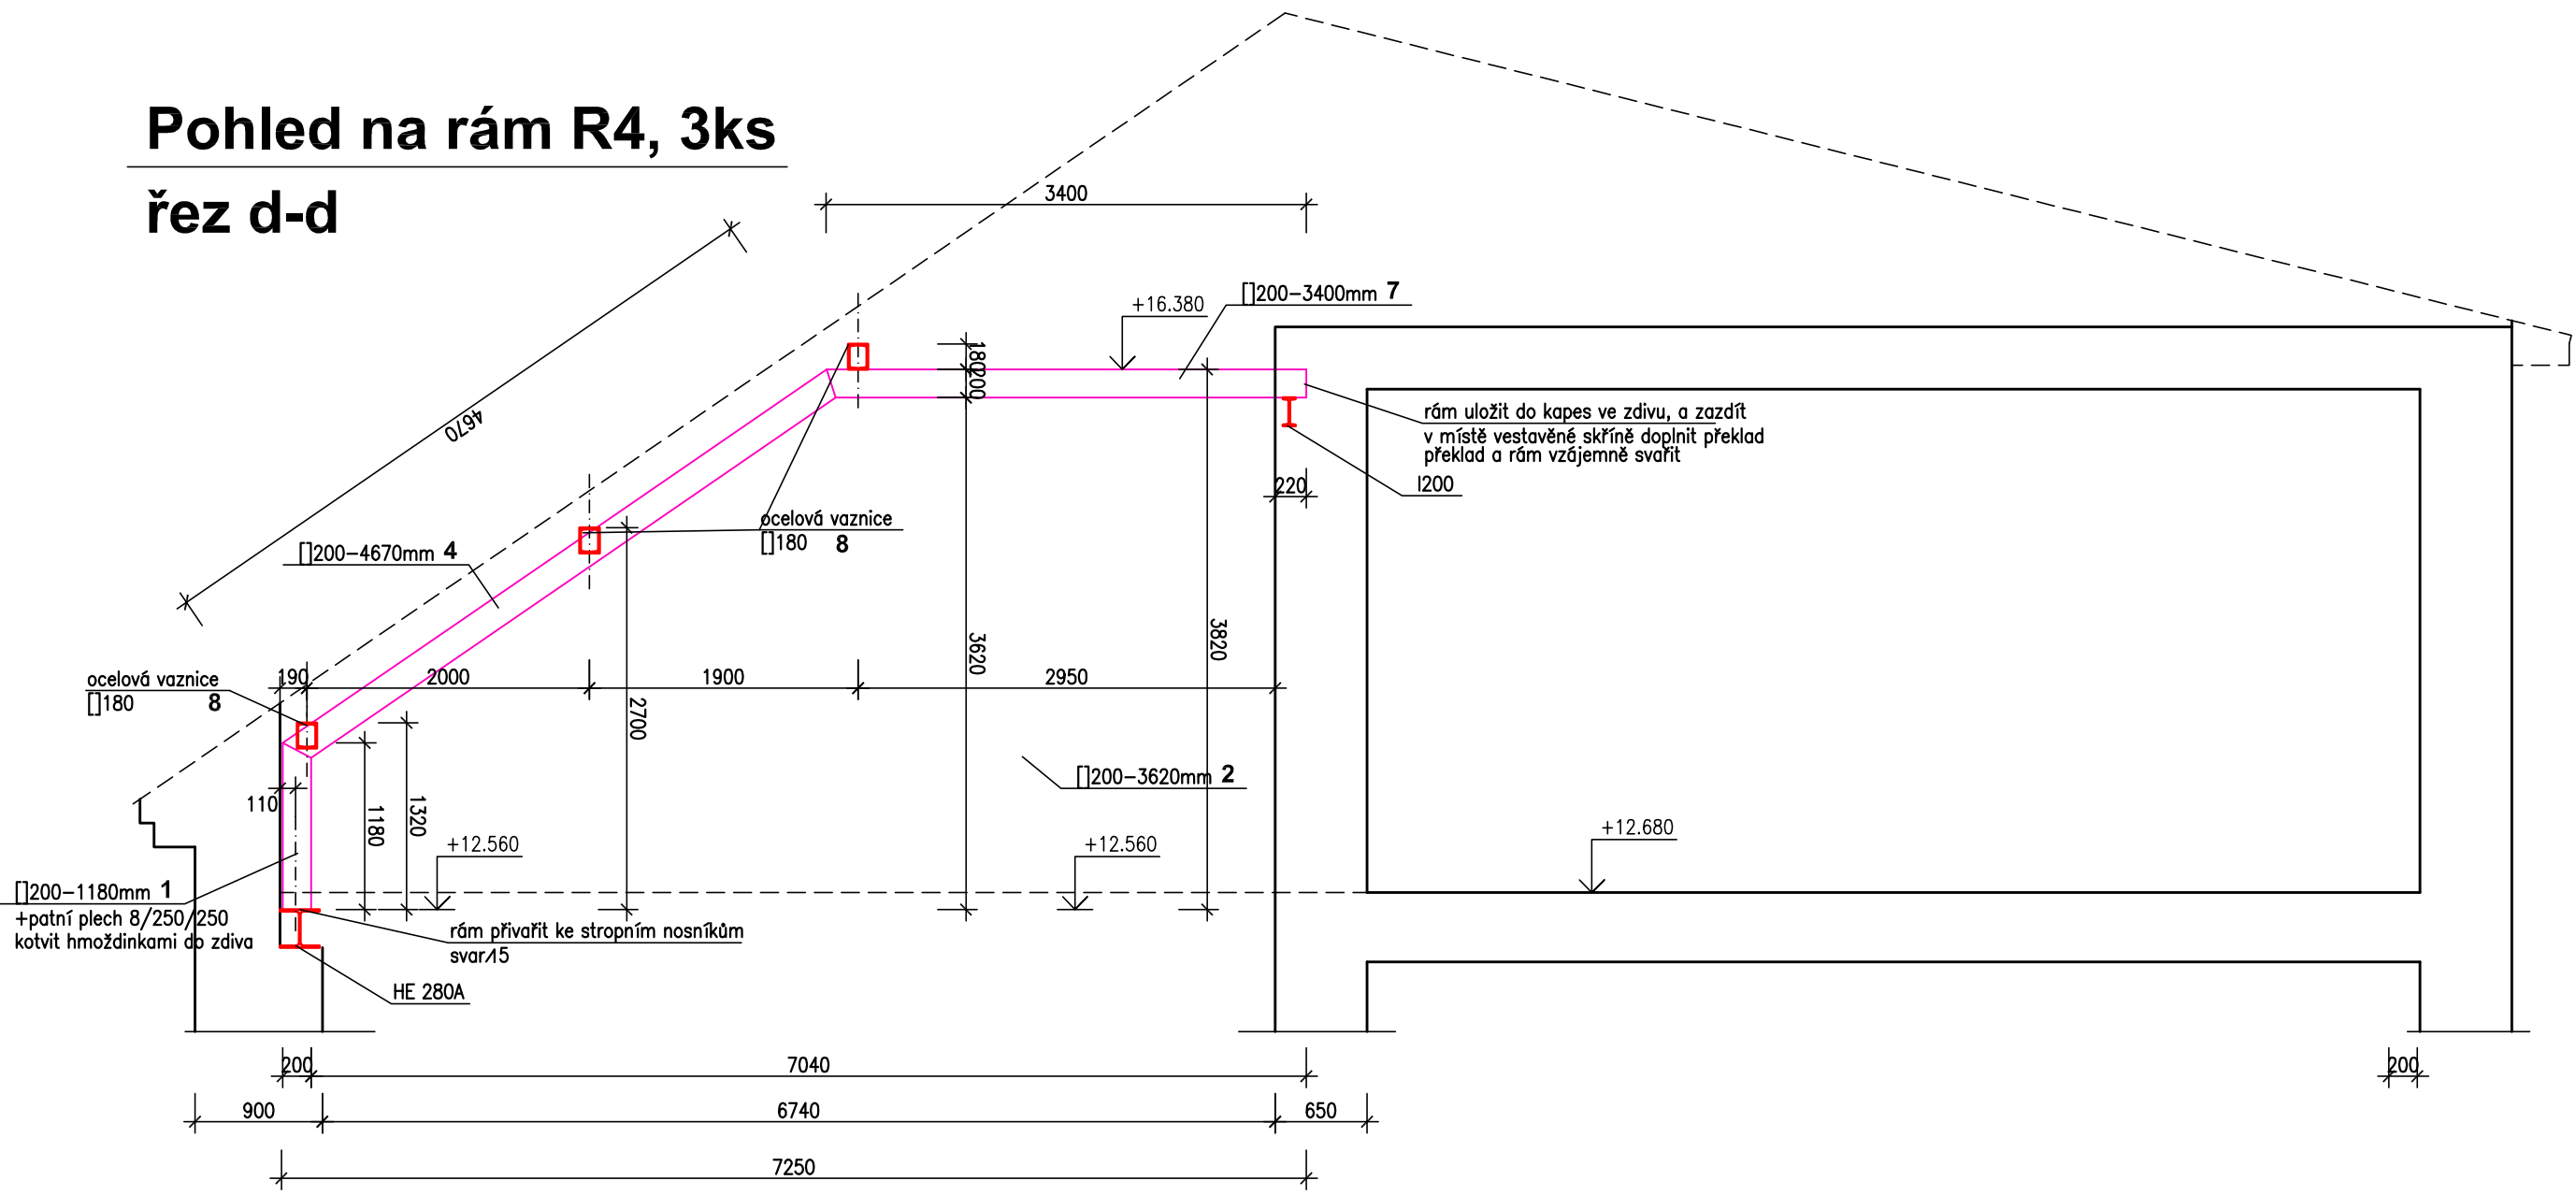 Pohled na rám R4, 3ks
řez d-d
3400
4670
+16.380
[]200-3400mm 7
180
200
rám uložit do kapes ve zdivu, a zazdít
v místě vestavěné skříně doplnit překlad
překlad a rám vzájemně svařit
I200
220
ocelová vaznice
[]180 8
[]200-4670mm 4
3620
3820
ocelová vaznice
[]180 8
190
2000
1900
2950
2700
[]200-3620mm 2
110
1180
1320
+12.560
+12.560
+12.680
[]200-1180mm 1
+patní plech 8/250/250
kotvit hmoždinkami do zdiva
rám přivařit ke stropním nosníkům
svar⊿5
HE 280A
200
7040
200
900
6740
650
7250